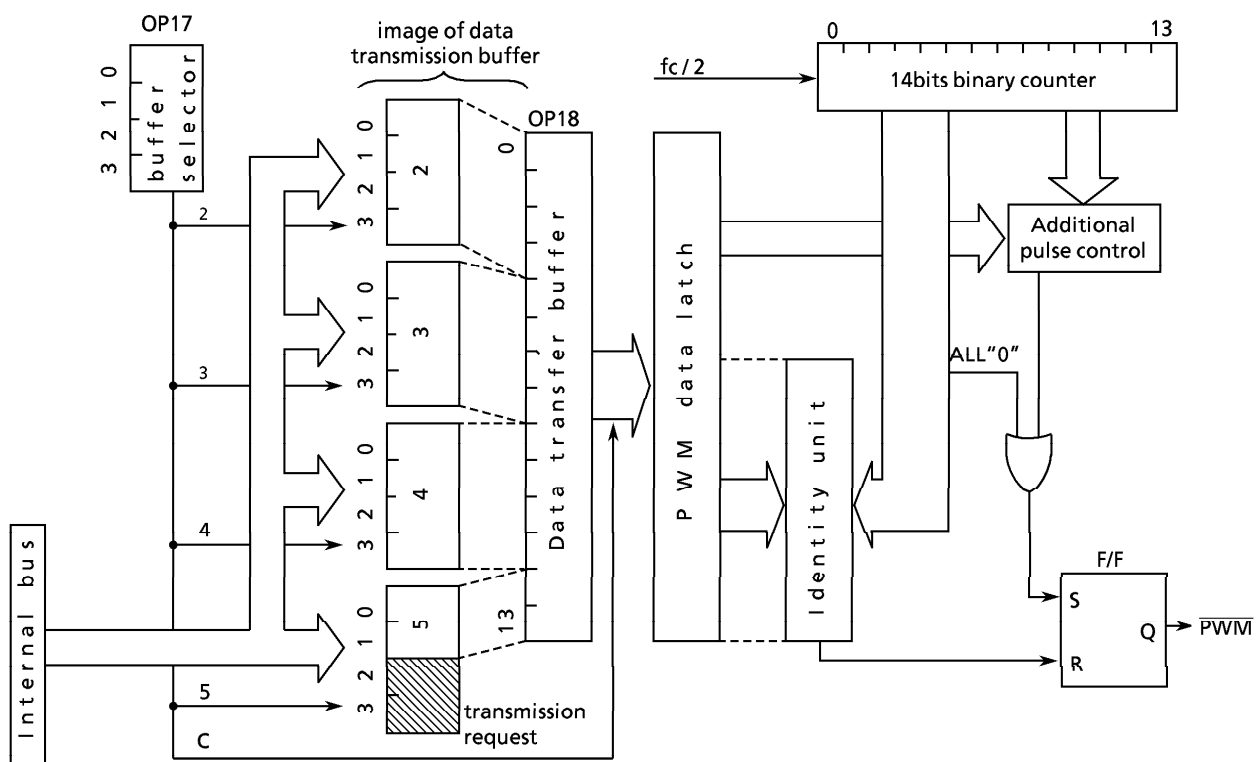 OP17
0 1 2 3
buffer
selector
image of data
transmission buffer
0 1 2 3
2
2
0 1 2 3
3
3
0 1 2 3
4
4
0 1 2 3
5
5
C
transmission
request
Internal bus
OP18
0
Data transfer buffer
13
fc/2
0
13
14bits binary counter
PWM data latch
Additional
pulse control
ALL“0”
Identity unit
F/F
S
R
Q
PWM